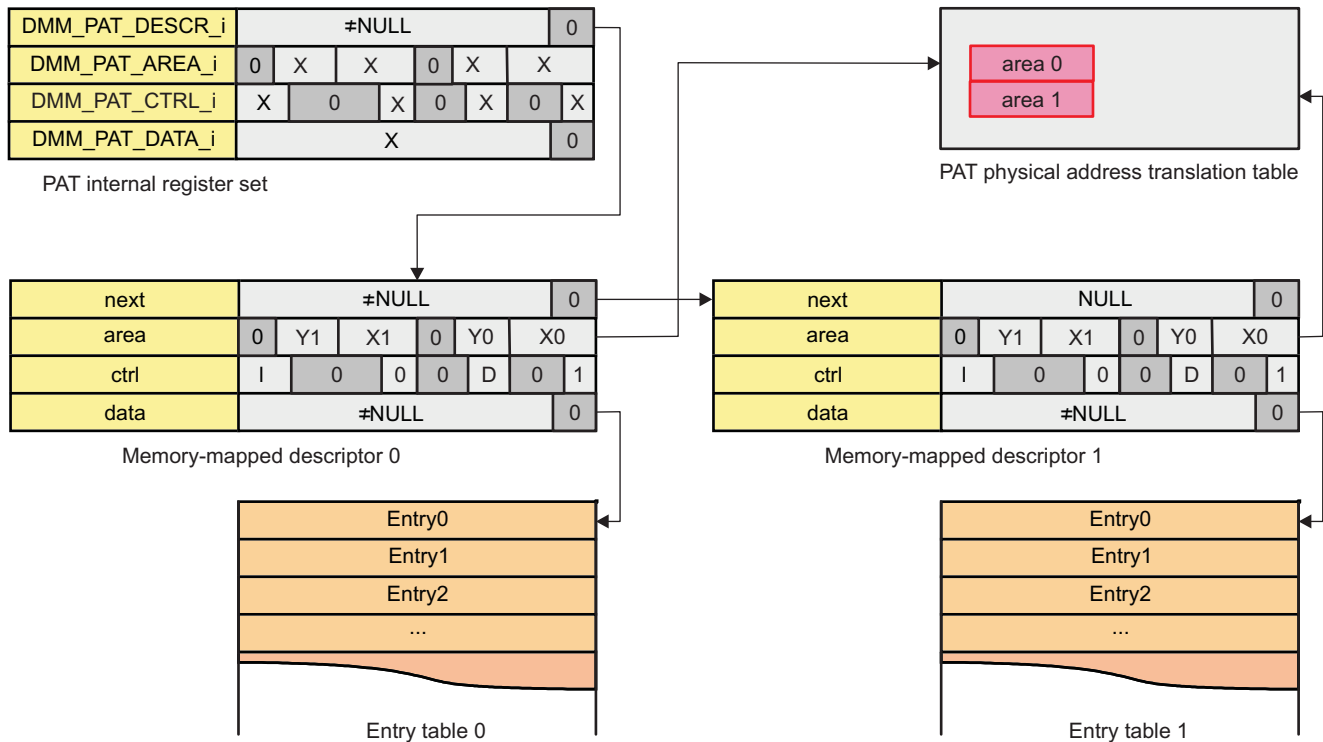 DMM_PAT_DESCR_i ≠NULL 0
DMM_PAT_AREA_i 0 X X 0 X X
DMM_PAT_CTRL_i X 0 X 0 X 0 X
DMM_PAT_DATA_i X 0
PAT internal register set
area 0
area 1
PAT physical address translation table
next ≠NULL 0
area 0 Y1 X1 0 Y0 X0
ctrl I 0 0 0 D 0 1
data ≠NULL 0
Memory-mapped descriptor 0
next NULL 0
area 0 Y1 X1 0 Y0 X0
ctrl I 0 0 0 D 0 1
data ≠NULL 0
Memory-mapped descriptor 1
Entry0
Entry1
Entry2
...
Entry table 0
Entry0
Entry1
Entry2
...
Entry table 1